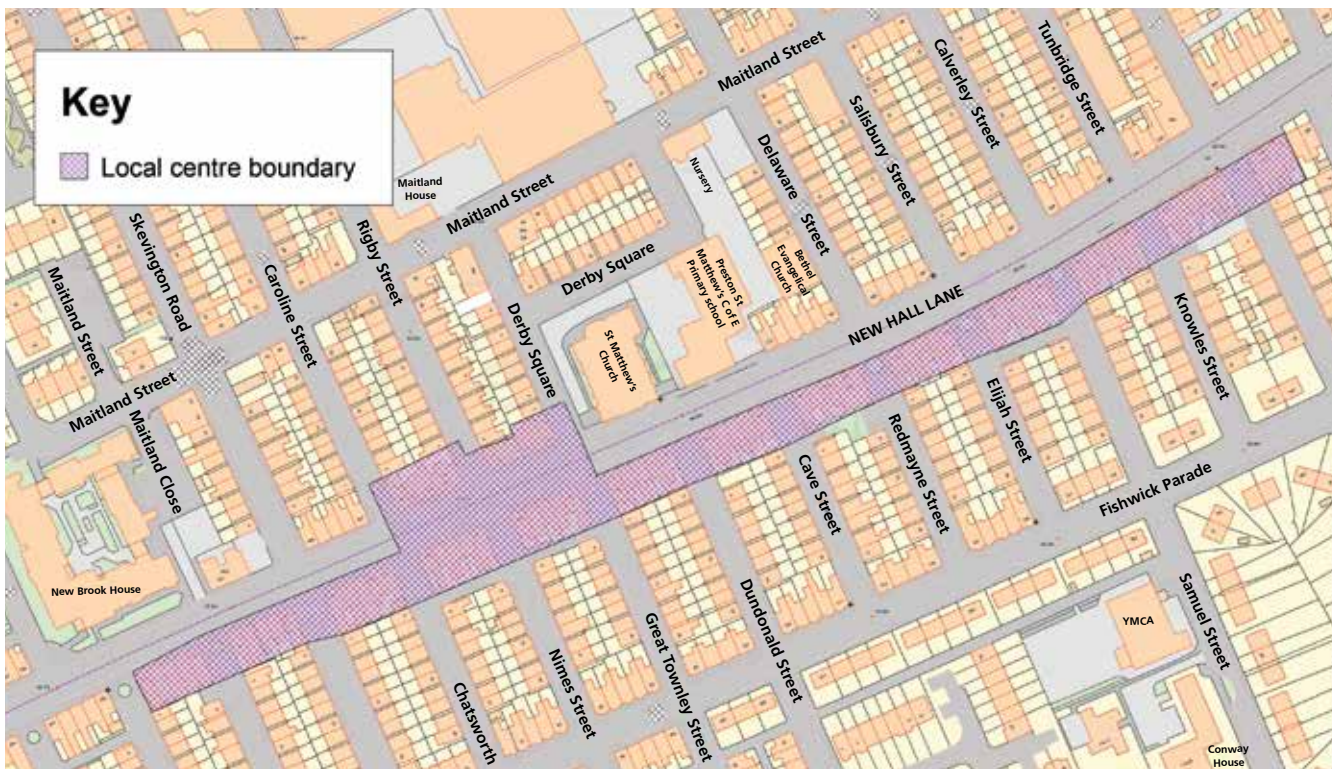 Key
Local centre boundary
Maitland Street
Salisbury Street
Calverley Street
Tunbridge Street
Delaware Street
Nursery
Maitland
House
Maitland Street
Derby Square
Preston St
Matthew's C of E
Primary school
Bethel
Evangelical
Church
Skevington Road
Maitland Street
Caroline Street
Rigby Street
Derby Square
St Matthew's
Church
NEW HALL LANE
Knowles Street
Maitland Street
Maitland Close
New Brook House
Cave Street
Redmayne Street
Elijah Street
Fishwick Parade
Chatsworth
Nimes Street
Great Townley Street
Dundonald Street
YMCA
Samuel Street
Conway
House